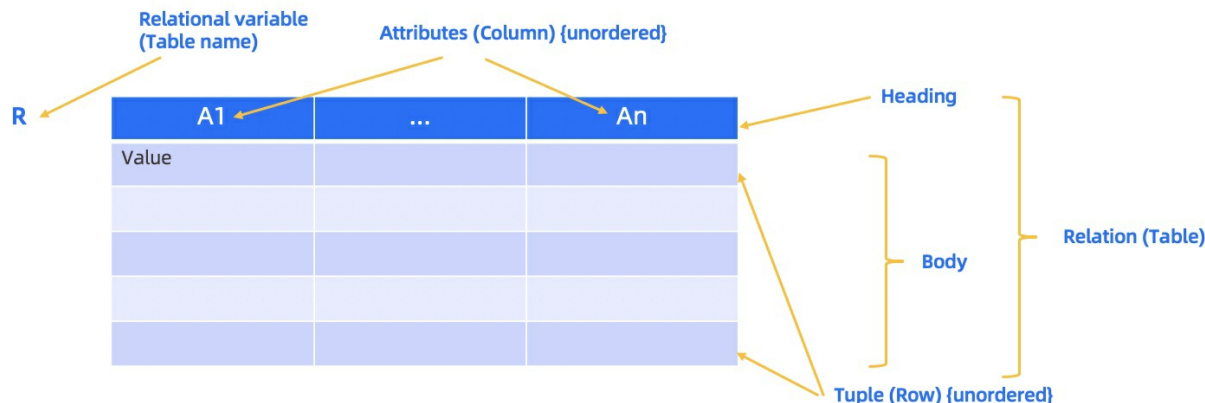 Relational variable
(Table name)
Attributes (Column) {unordered}
R
A1
...
An
Heading
Value
Relation (Table)
Body
Tuple (Row) {unordered}